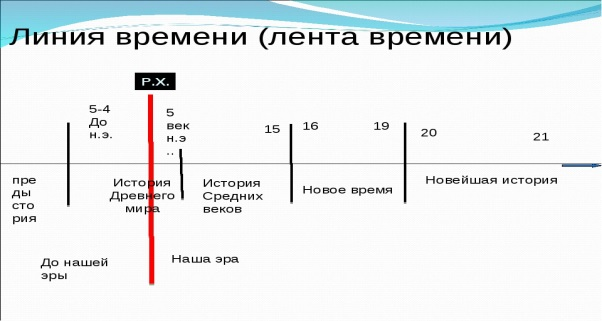 Линия времени (лента времени)
Р.Х.
5-4
До
н.э.
5
век
н.э
..
15
16
19
20
21
пре
ды
сто
рия
История
Древнего
мира
История
Средних
веков
Новое время
Новейшая история
До нашей
эры
Наша эра